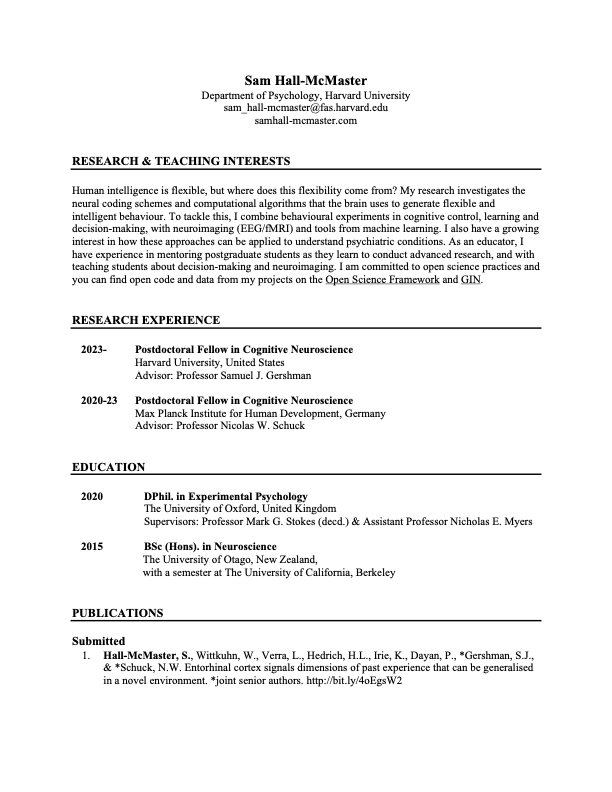 Sam Hall-McMaster
Department of Psychology, Harvard University
sam_hall-mcmaster@fas.harvard.edu
samhall-mcmaster.com
RESEARCH & TEACHING INTERESTS
Human intelligence is flexible, but where does this flexibility come from? My research investigates the
neural coding schemes and computational algorithms that the brain uses to generate flexible and
intelligent behaviour. To tackle this, I combine behavioural experiments in cognitive control, learning and
decision-making, with neuroimaging (EEG/fMRI) and tools from machine learning. I also have a growing
interest in how these approaches can be applied to understand psychiatric conditions. As an educator, I
have experience in mentoring postgraduate students as they learn to conduct advanced research, and with
teaching students about decision-making and neuroimaging. I am committed to open science practices and
you can find open code and data from my projects on the Open Science Framework and GIN.
RESEARCH EXPERIENCE
2023- Postdoctoral Fellow in Cognitive Neuroscience
Harvard University, United States
Advisor: Professor Samuel J. Gershman
2020-23 Postdoctoral Fellow in Cognitive Neuroscience
Max Planck Institute for Human Development, Germany
Advisor: Professor Nicolas W. Schuck
EDUCATION
2020 DPhil. in Experimental Psychology
The University of Oxford, United Kingdom
Supervisors: Professor Mark G. Stokes (decd.) & Assistant Professor Nicholas E. Myers
2015 BSc (Hons). in Neuroscience
The University of Otago, New Zealand,
with a semester at The University of California, Berkeley
PUBLICATIONS
Submitted
1. Hall-McMaster, S., Wittkuhn, W., Verra, L., Hedrich, H.L., Irie, K., Dayan, P., *Gershman, S.J.,
& *Schuck, N.W. Entorhinal cortex signals dimensions of past experience that can be generalised
in a novel environment. *joint senior authors. http://bit.ly/4oEgsW2